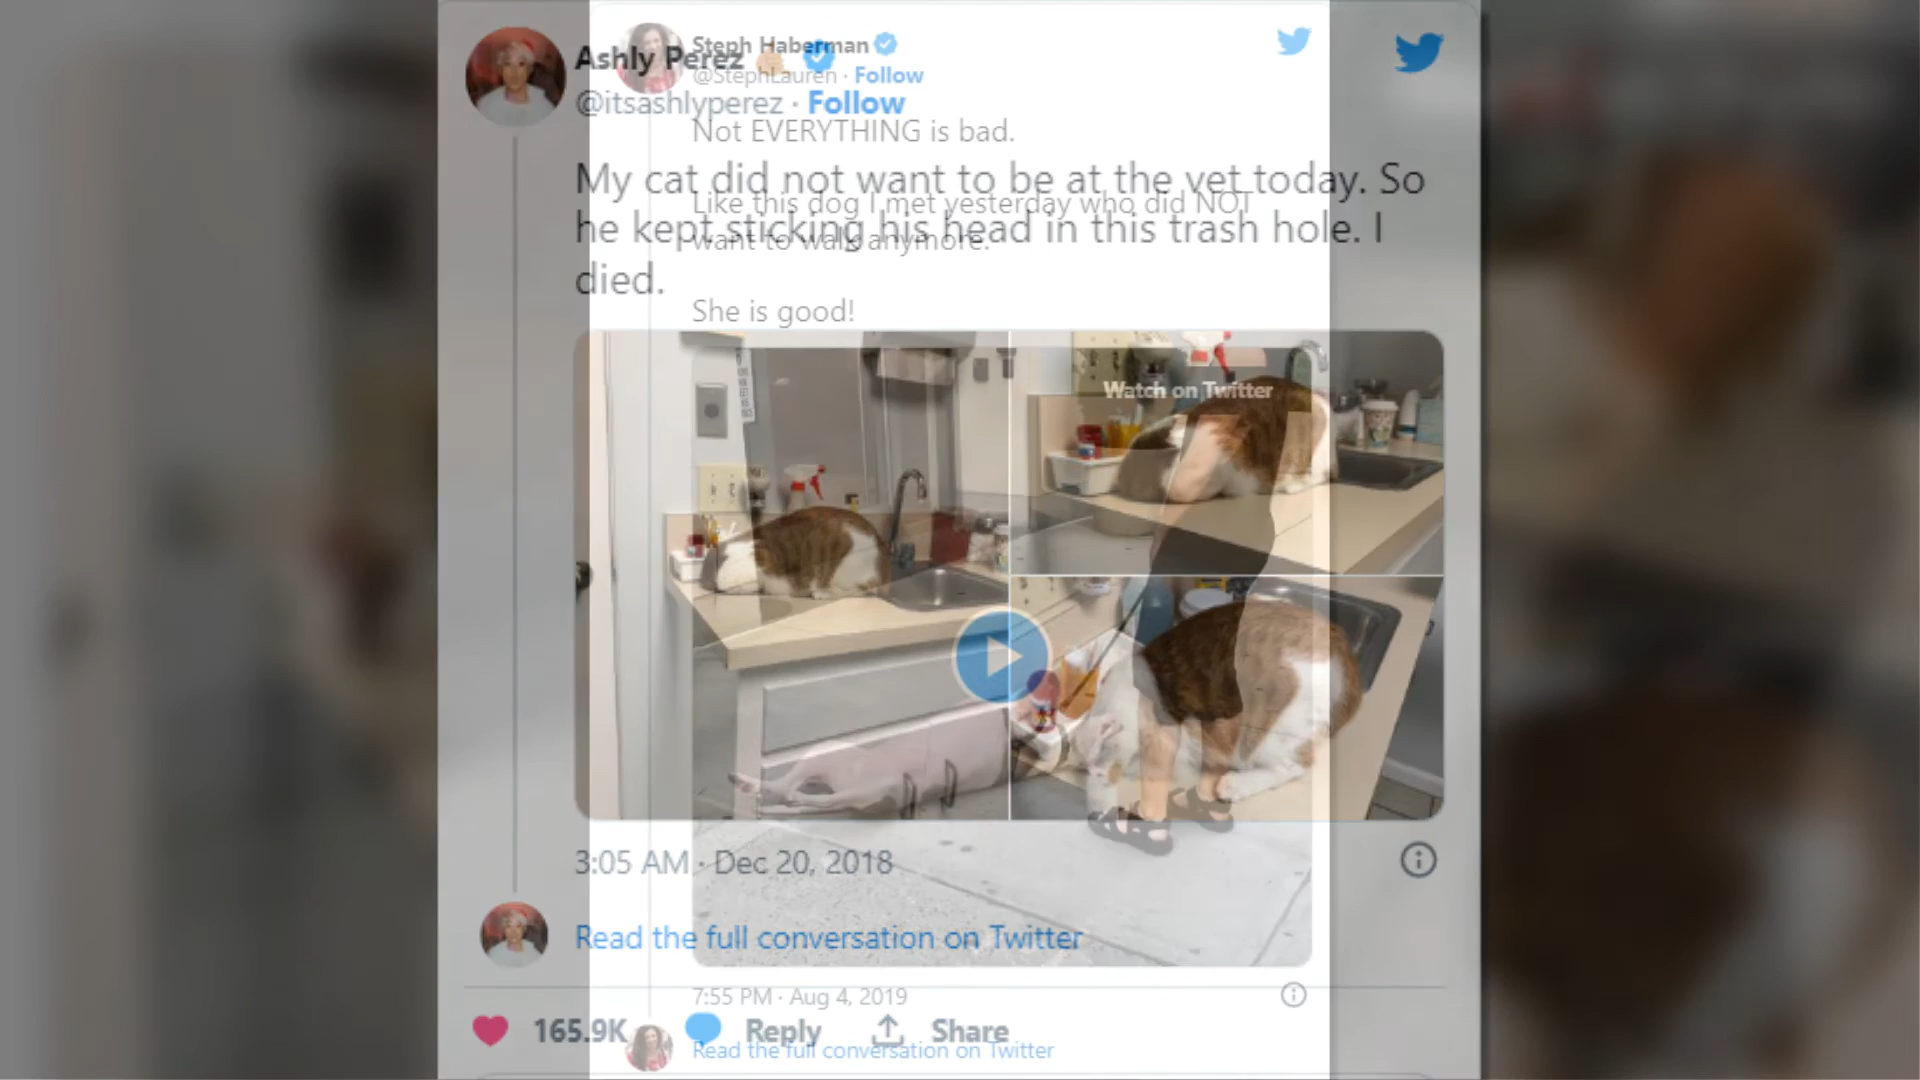 Ashly Perez
@itsashlyperez · Follow
My cat did not want to be at the vet today. So
he kept sticking his head in this trash hole. I
died.
3:05 AM · Dec 20, 2018
Read the full conversation on Twitter
165.9K Reply Share
Steph Haberman
@StephLauren · Follow
Not EVERYTHING is bad.
Like this dog I met yesterday who did NOT
want to walk anymore.
She is good!
Watch on Twitter
7:55 PM · Aug 4, 2019
Read the full conversation on Twitter